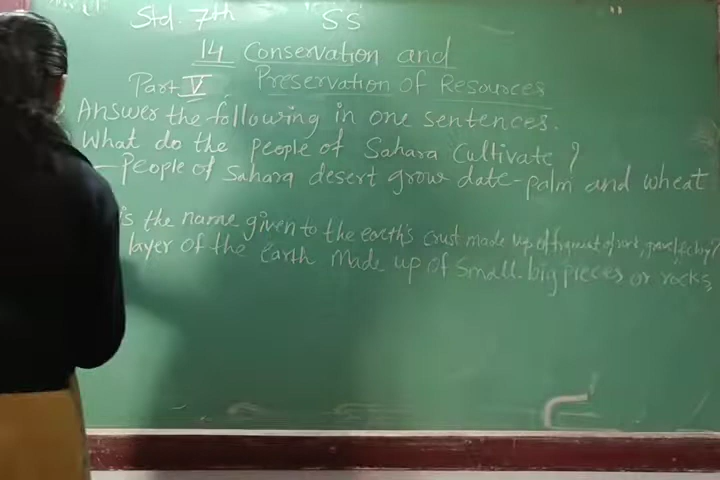 Std. 7th "SS"
14 Conservation and
Part V Preservation of Resources
Answer the following in one sentences.
What do the people of Sahara Cultivate?
- People of Sahara desert grow date-palm and wheat
is the name given to the earth's crust made up of
layer of the Earth made up of small-big pieces or rocks,